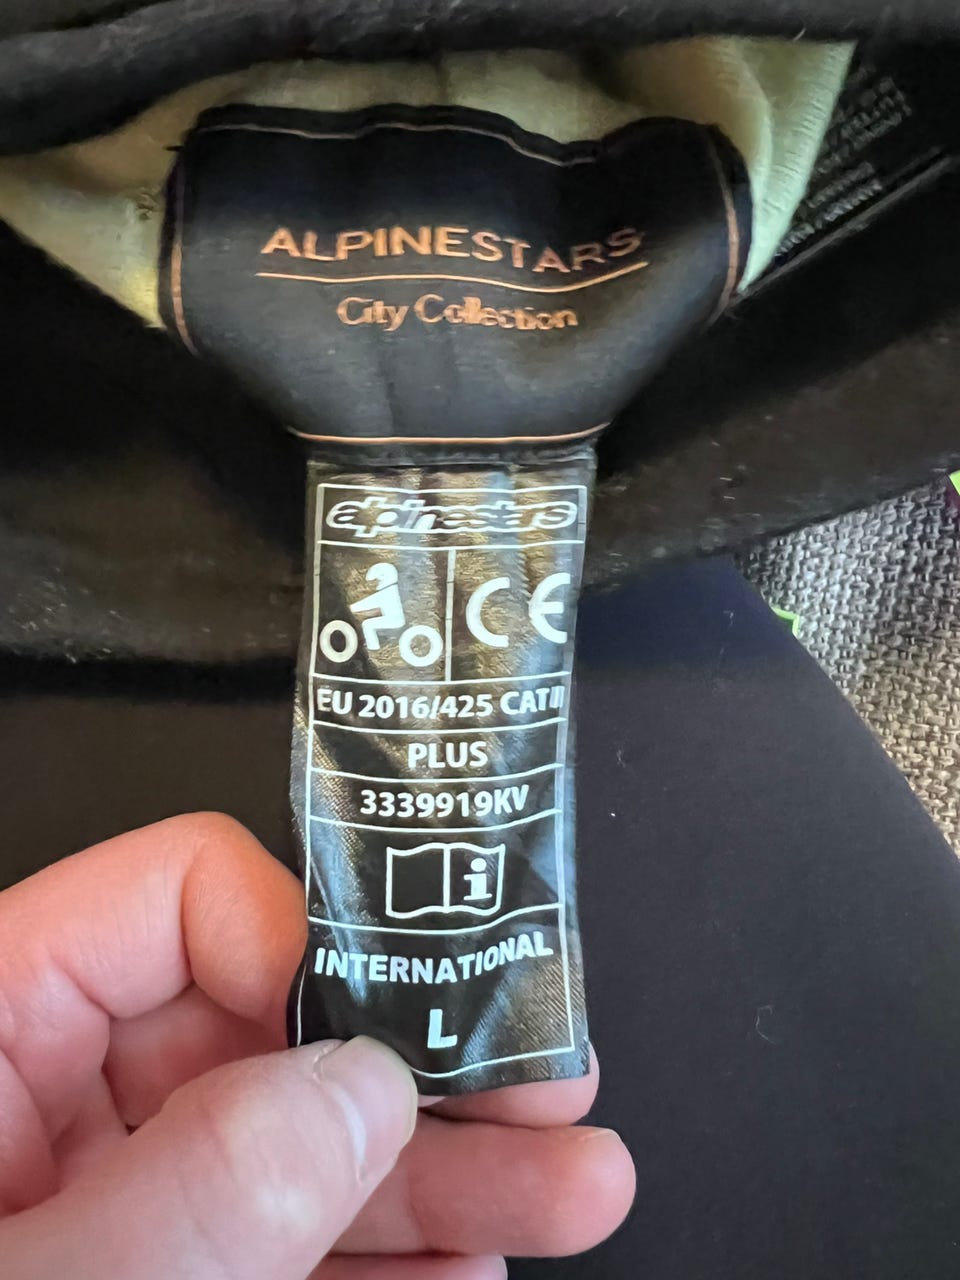 ALPINESTARS
City Collection
alpinestars
CE
EU 2016/425 CAT II
PLUS
3339919KV
i
INTERNATIONAL
L